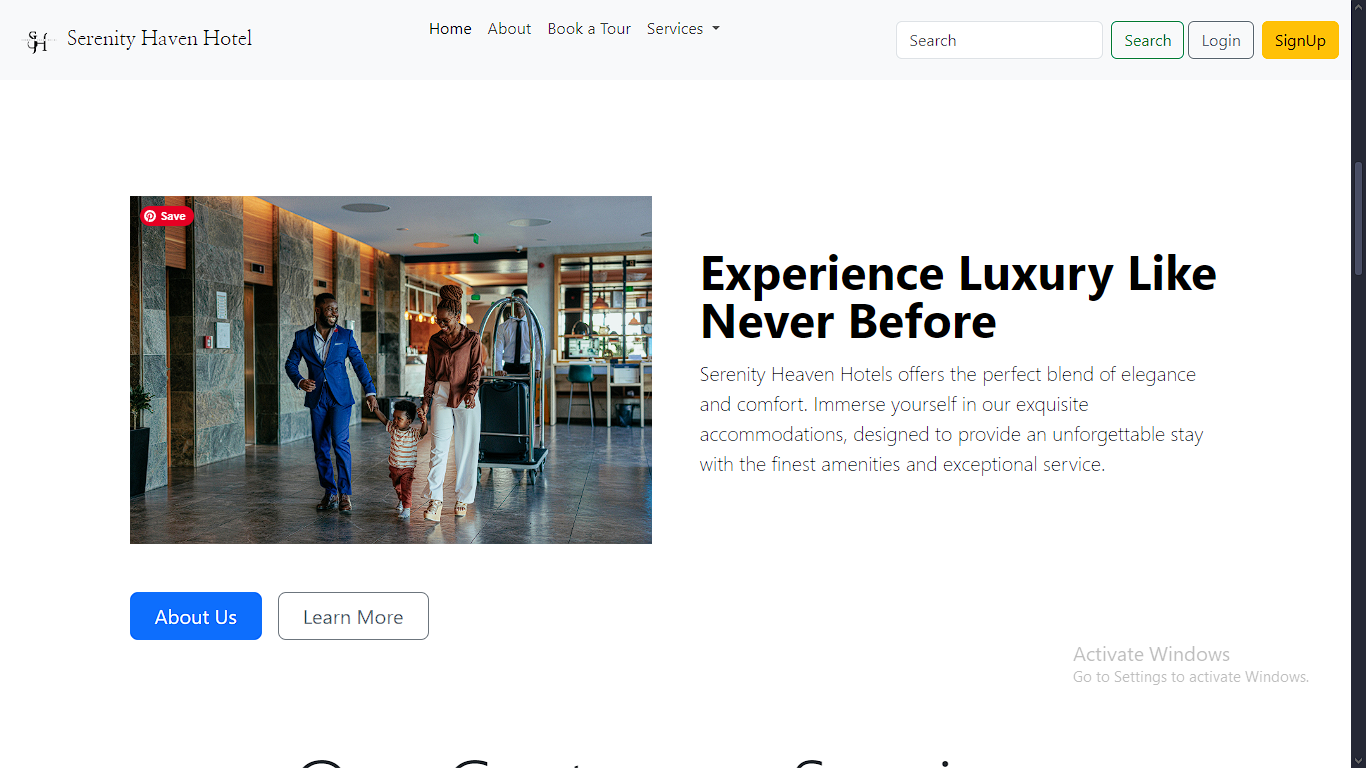 Serenity Haven Hotel
Home About Book a Tour Services
Search
Search
Login
SignUp
Save
Experience Luxury Like
Never Before
Serenity Heaven Hotels offers the perfect blend of elegance
and comfort. Immerse yourself in our exquisite
accommodations, designed to provide an unforgettable stay
with the finest amenities and exceptional service.
About Us
Learn More
Activate Windows
Go to Settings to activate Windows.